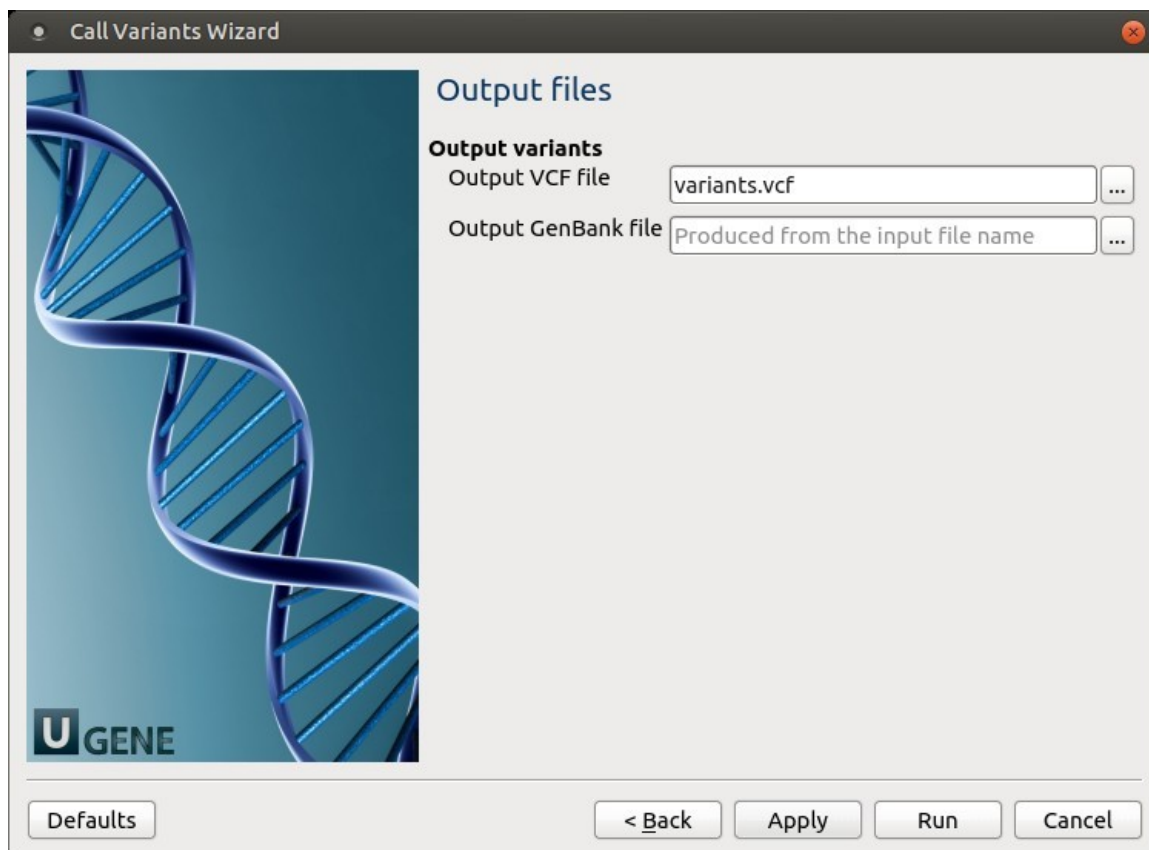 Call Variants Wizard
Output files
Output variants
Output VCF file
variants.vcf
...
Output GenBank file
Produced from the input file name
...
U GENE
Defaults
< Back
Apply
Run
Cancel